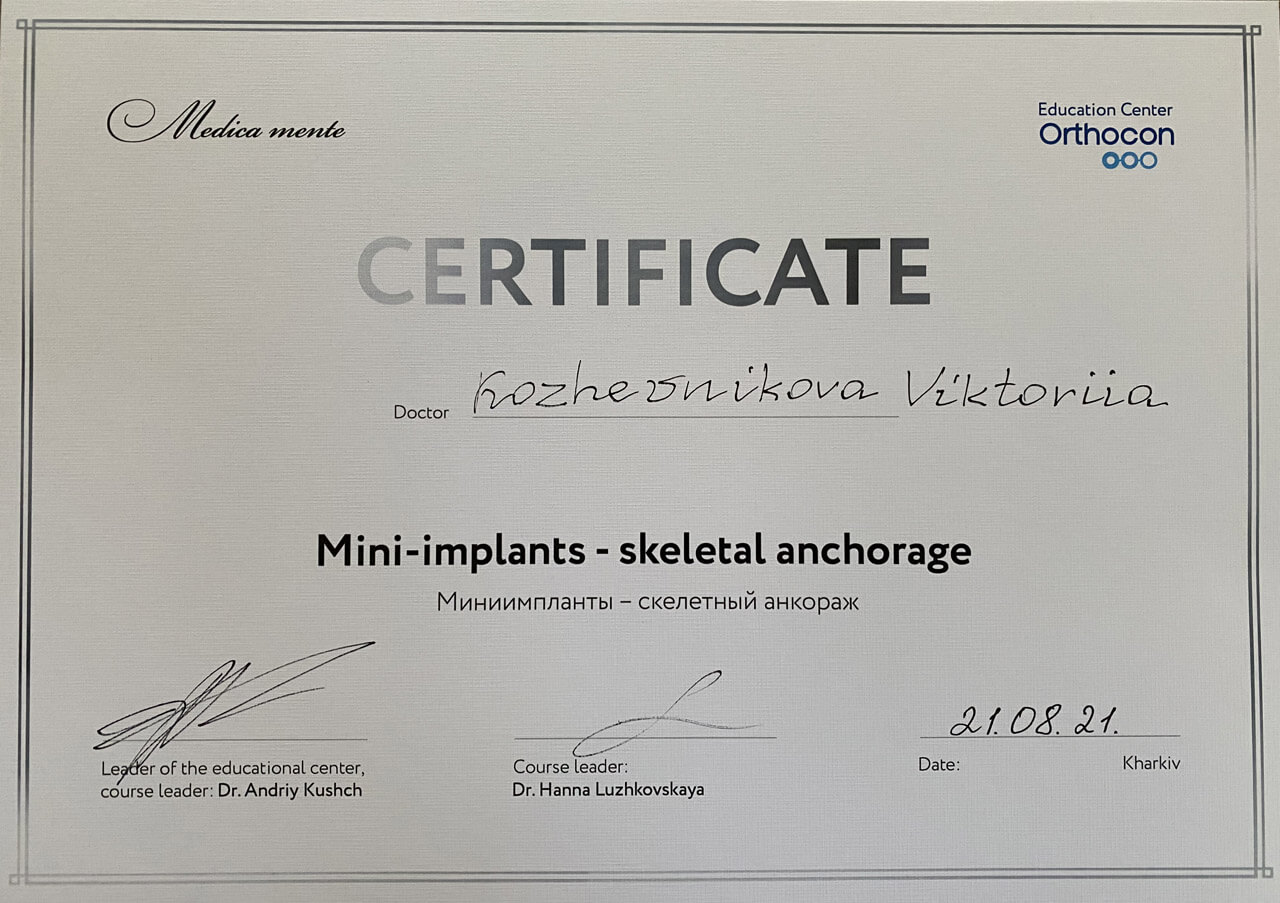 Medica mente
Education Center
Orthocon
CERTIFICATE
Doctor Kozhevnikova Viktoriia
Mini-implants - skeletal anchorage
Миниимпланты – скелетный анкораж
21.08.21.
Leader of the educational center,
course leader: Dr. Andriy Kushch
Course leader:
Dr. Hanna Luzhkovskaya
Date: Kharkiv